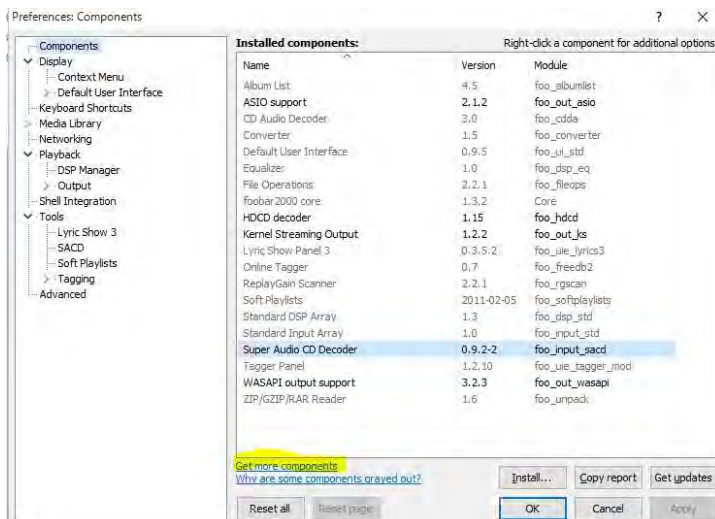 Preferences: Components
?
Components
Display
Context Menu
Default User Interface
Keyboard Shortcuts
Media Library
Networking
Playback
DSP Manager
Output
Shell Integration
Tools
Lyric Show 3
SACD
Soft Playlists
Tagging
Advanced
Installed components: Right-click a component for additional options
Name Version Module
Album List 4.5 foo_albumlist
ASIO support 2.1.2 foo_out_asio
CD Audio Decoder 3.0 foo_cdda
Converter 1.5 foo_converter
Default User Interface 0.9.5 foo_ui_std
Equalizer 1.0 foo_dsp_eq
File Operations 2.2.1 foo_fileops
foobar2000 core 1.3.2 Core
HDCD decoder 1.15 foo_hdcd
Kernel Streaming Output 1.2.2 foo_out_ks
Lyric Show Panel 3 0.3.5.2 foo_uie_lyrics3
Online Tagger 0.7 foo_freedb2
ReplayGain Scanner 2.2.1 foo_rgscan
Soft Playlists 2011-02-05 foo_softplaylists
Standard DSP Array 1.3 foo_dsp_std
Standard Input Array 1.0 foo_input_std
Super Audio CD Decoder 0.9.2-2 foo_input_sacd
Tagger Panel 1.2.10 foo_uie_tagger_mod
WASAPI output support 3.2.3 foo_out_wasapi
ZIP/GZIP/RAR Reader 1.6 foo_unpack
Get more components
Why are some components grayed out?
Install... Copy report Get updates
Reset all Reset page OK Cancel Apply